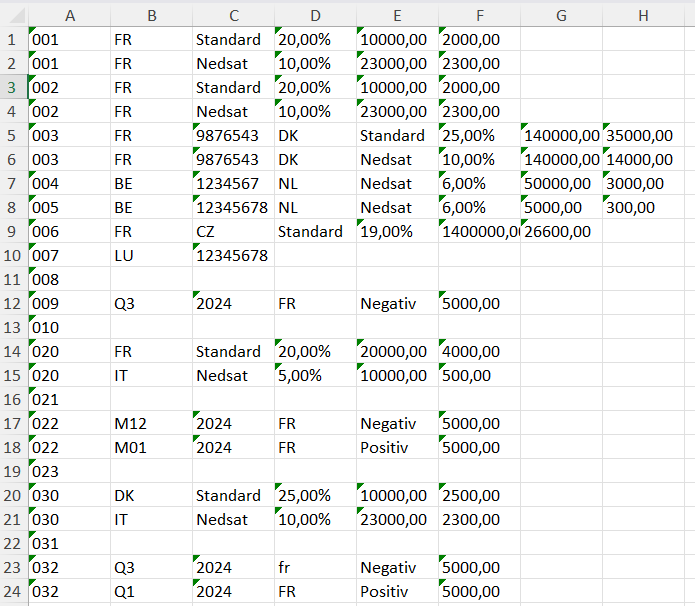 A B C D E F G H
1 001 FR Standard 20,00% 10000,00 2000,00
2 001 FR Nedsat 10,00% 23000,00 2300,00
3 002 FR Standard 20,00% 10000,00 2000,00
4 002 FR Nedsat 10,00% 23000,00 2300,00
5 003 FR 9876543 DK Standard 25,00% 140000,00 35000,00
6 003 FR 9876543 DK Nedsat 10,00% 140000,00 14000,00
7 004 BE 1234567 NL Nedsat 6,00% 50000,00 3000,00
8 005 BE 12345678 NL Nedsat 6,00% 5000,00 300,00
9 006 FR CZ Standard 19,00% 1400000,0 26600,00
10 007 LU 12345678
11 008
12 009 Q3 2024 FR Negativ 5000,00
13 010
14 020 FR Standard 20,00% 20000,00 4000,00
15 020 IT Nedsat 5,00% 10000,00 500,00
16 021
17 022 M12 2024 FR Negativ 5000,00
18 022 M01 2024 FR Positiv 5000,00
19 023
20 030 DK Standard 25,00% 10000,00 2500,00
21 030 IT Nedsat 10,00% 23000,00 2300,00
22 031
23 032 Q3 2024 fr Negativ 5000,00
24 032 Q1 2024 FR Positiv 5000,00